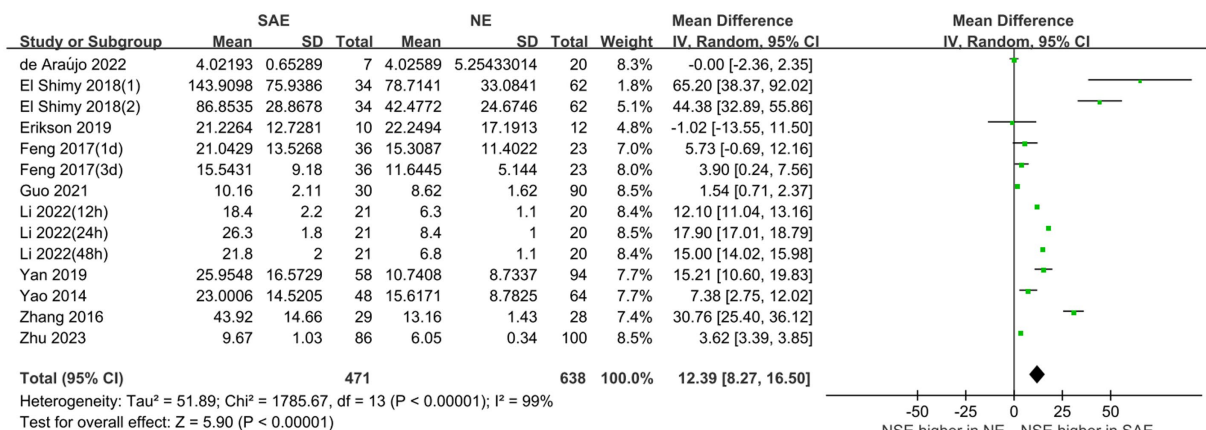 SAE NE Mean Difference Mean Difference
Study or Subgroup Mean SD Total Mean SD Total Weight IV, Random, 95% CI IV, Random, 95% CI
de Araújo 2022 4.02193 0.65289 7 4.02589 5.25433014 20 8.3% -0.00 [-2.36, 2.35]
El Shimy 2018(1) 143.9098 75.9386 34 78.7141 33.0841 62 1.8% 65.20 [38.37, 92.02]
El Shimy 2018(2) 86.8535 28.8678 34 42.4772 24.6746 62 5.1% 44.38 [32.89, 55.86]
Erikson 2019 21.2264 12.7281 10 22.2494 17.1913 12 4.8% -1.02 [-13.55, 11.50]
Feng 2017(1d) 21.0429 13.5268 36 15.3087 11.4022 23 7.0% 5.73 [-0.69, 12.16]
Feng 2017(3d) 15.5431 9.18 36 11.6445 5.144 23 8.0% 3.90 [0.24, 7.56]
Guo 2021 10.16 2.11 30 8.62 1.62 90 8.5% 1.54 [0.71, 2.37]
Li 2022(12h) 18.4 2.2 21 6.3 1.1 20 8.4% 12.10 [11.04, 13.16]
Li 2022(24h) 26.3 1.8 21 8.4 1 20 8.5% 17.90 [17.01, 18.79]
Li 2022(48h) 21.8 2 21 6.8 1.1 20 8.4% 15.00 [14.02, 15.98]
Yan 2019 25.9548 16.5729 58 10.7408 8.7337 94 7.7% 15.21 [10.60, 19.83]
Yao 2014 23.0006 14.5205 48 15.6171 8.7825 64 7.7% 7.38 [2.75, 12.02]
Zhang 2016 43.92 14.66 29 13.16 1.43 28 7.4% 30.76 [25.40, 36.12]
Zhu 2023 9.67 1.03 86 6.05 0.34 100 8.5% 3.62 [3.39, 3.85]
Total (95% CI) 471 638 100.0% 12.39 [8.27, 16.50]
Heterogeneity: Tau² = 51.89; Chi² = 1785.67, df = 13 (P < 0.00001); I² = 99%
Test for overall effect: Z = 5.90 (P < 0.00001)
-50 -25 0 25 50
NSE higher in NE NSE higher in SAE